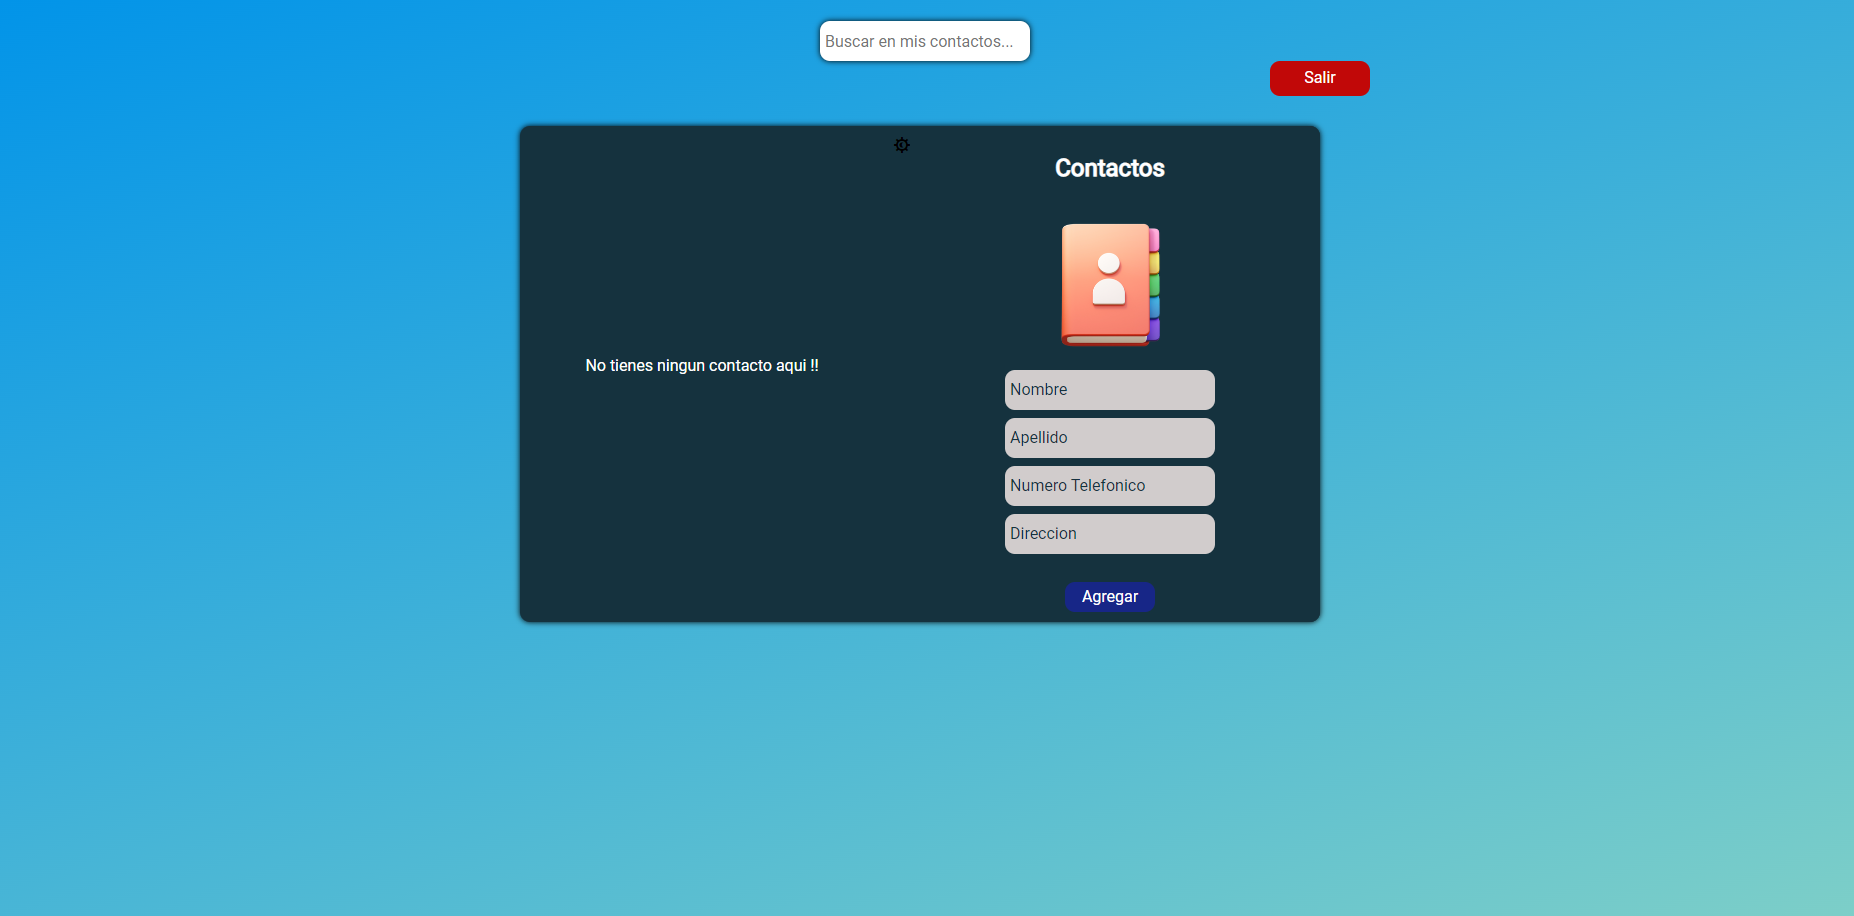 Buscar en mis contactos...
Salir
Contactos
No tienes ningun contacto aqui !!
Nombre
Apellido
Numero Telefonico
Direccion
Agregar